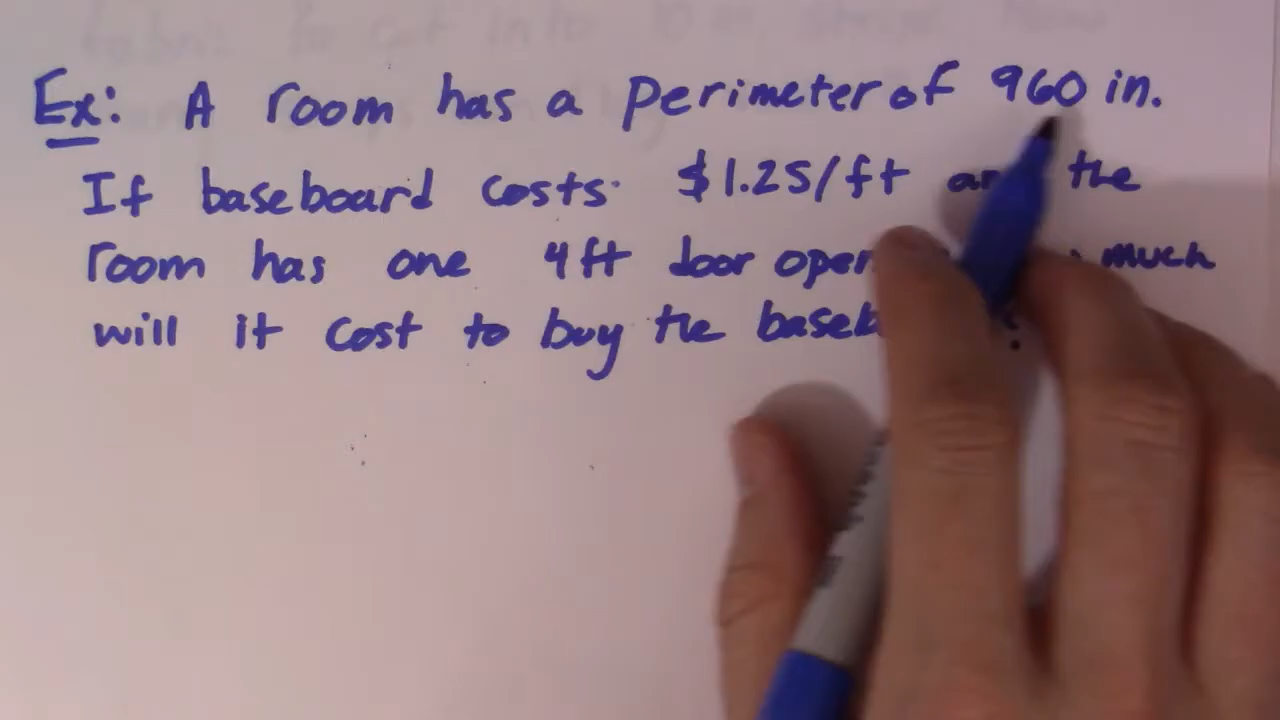 Ex: A room has a perimeter of 960 in.
If baseboard costs $1.25/ft the
room has one 4ft door much
will it cost to buy the